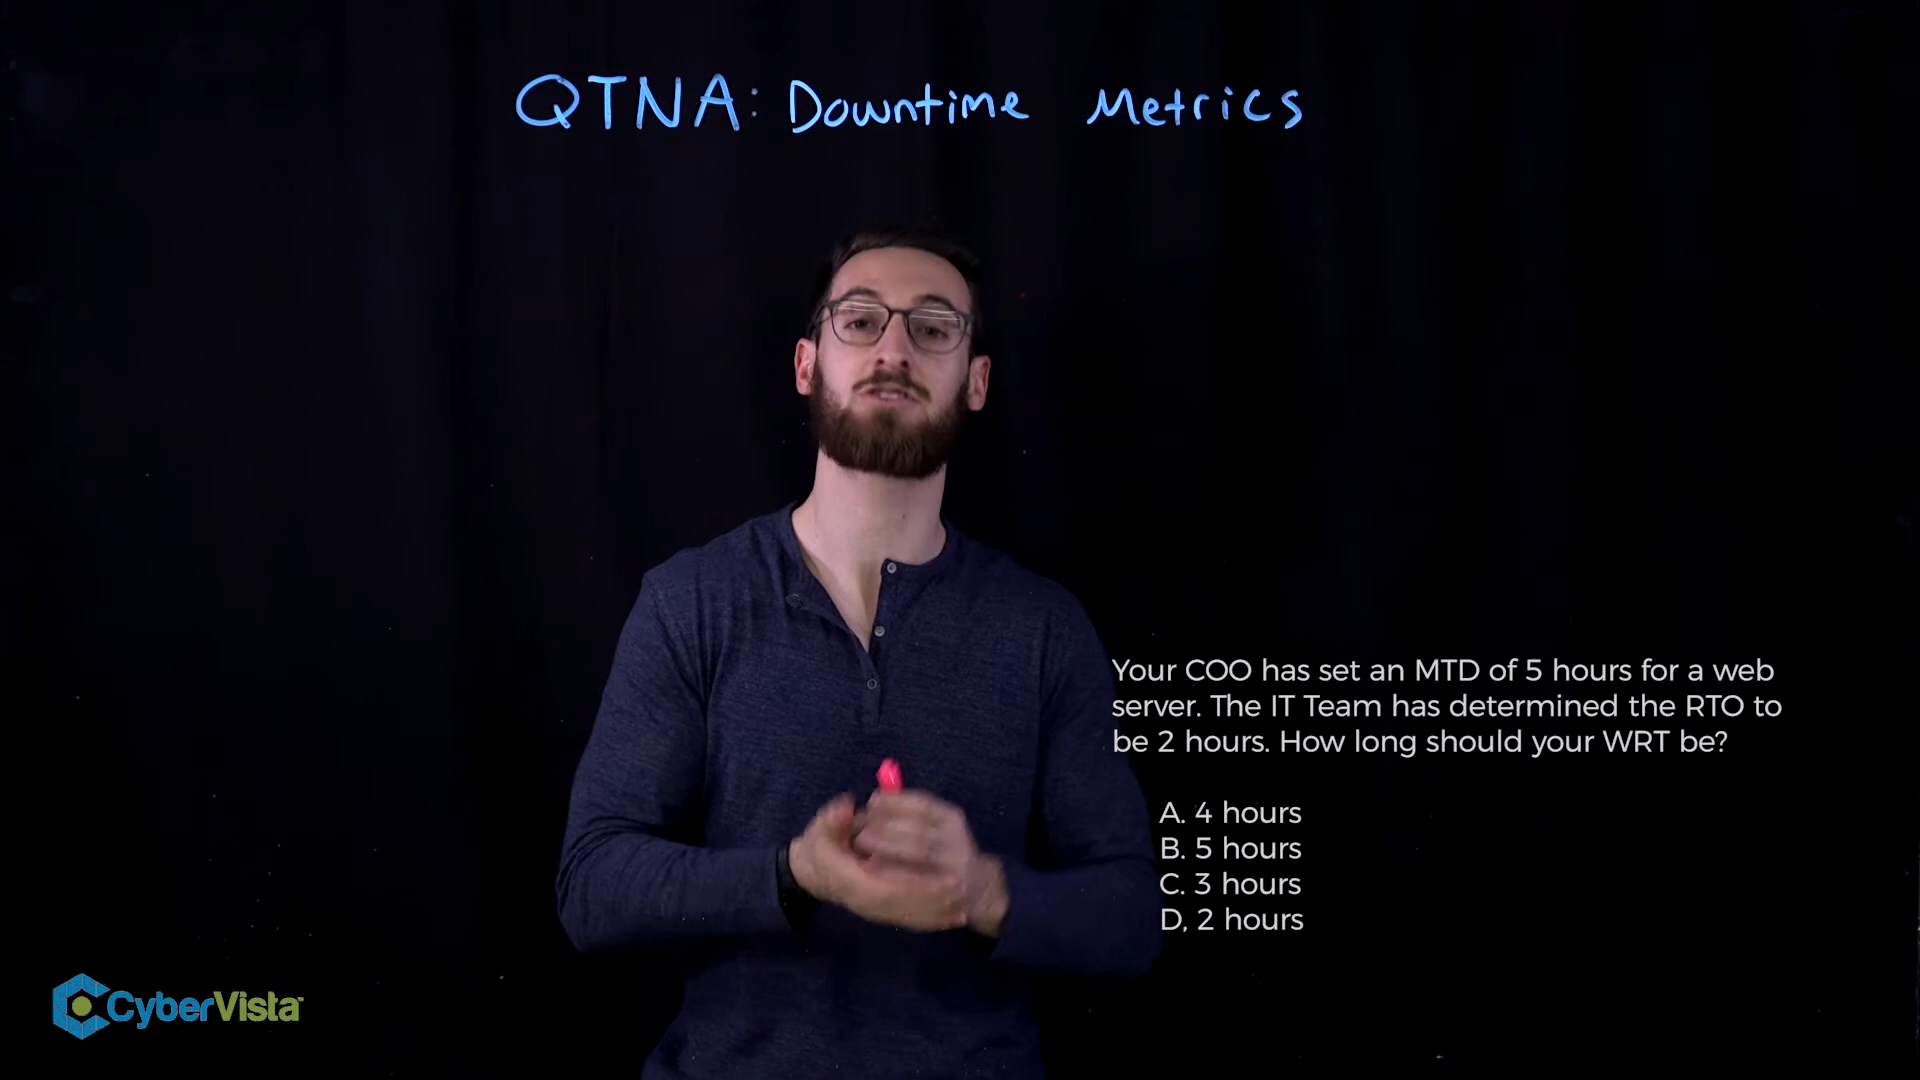 QTNA: Downtime Metrics
Your COO has set an MTD of 5 hours for a web
server. The IT Team has determined the RTO to
be 2 hours. How long should your WRT be?
A. 4 hours
B. 5 hours
C. 3 hours
D, 2 hours
CyberVista